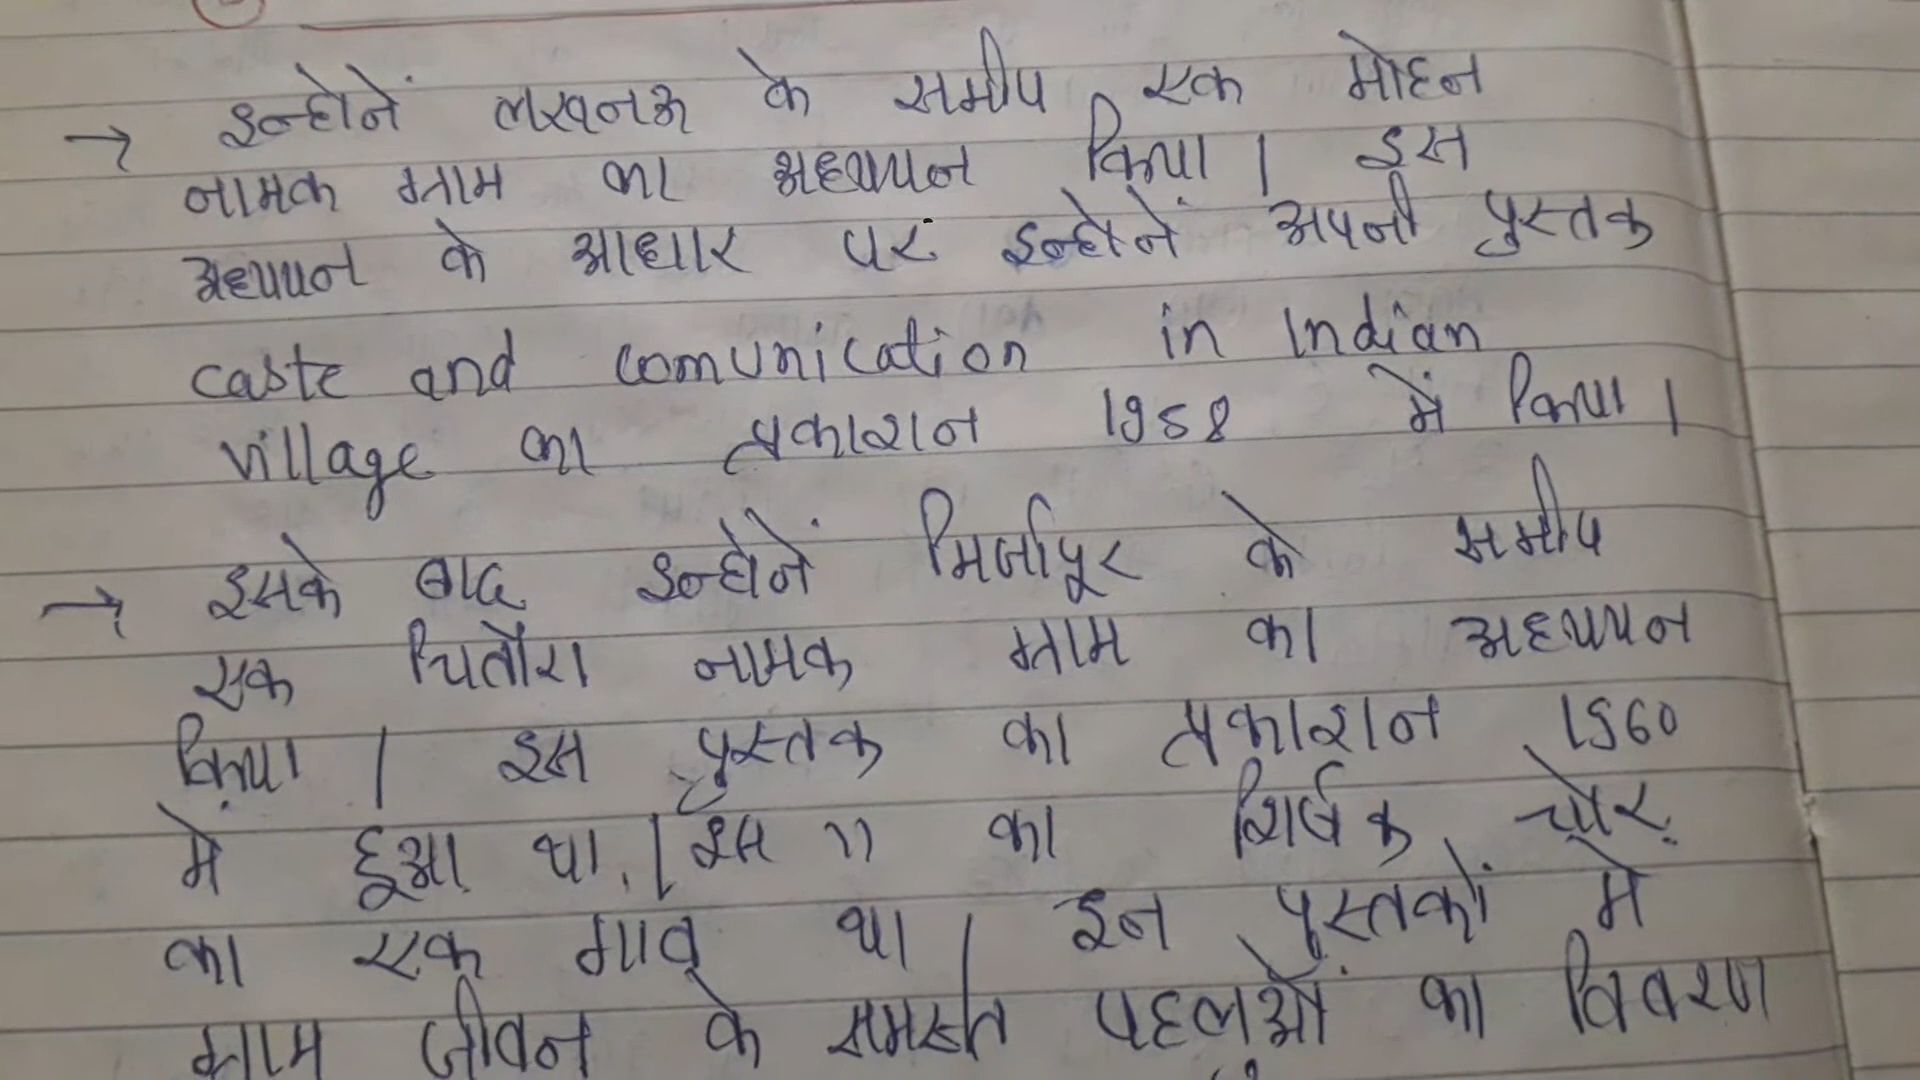 → इन्होनें लखनऊ के समीप एक मोहन
नामक ग्राम का अध्ययन किया। इस
अध्ययन के आधार पर इन्होनें अपनी पुस्तक
caste and comunication in Indian
village का प्रकाशन 1958 में किया।
→ इसके बाद इन्होनें मिर्जापूर के समीप
एक चितौरा नामक ग्राम का अध्ययन
किया। इस पुस्तक का प्रकाशन 1960
मे हुआ था। इस ,, का शिर्षक चोर
का एक गाव था। इन पुस्तकों मे
ग्राम जीवन के समस्त पहलुओं का विवरण